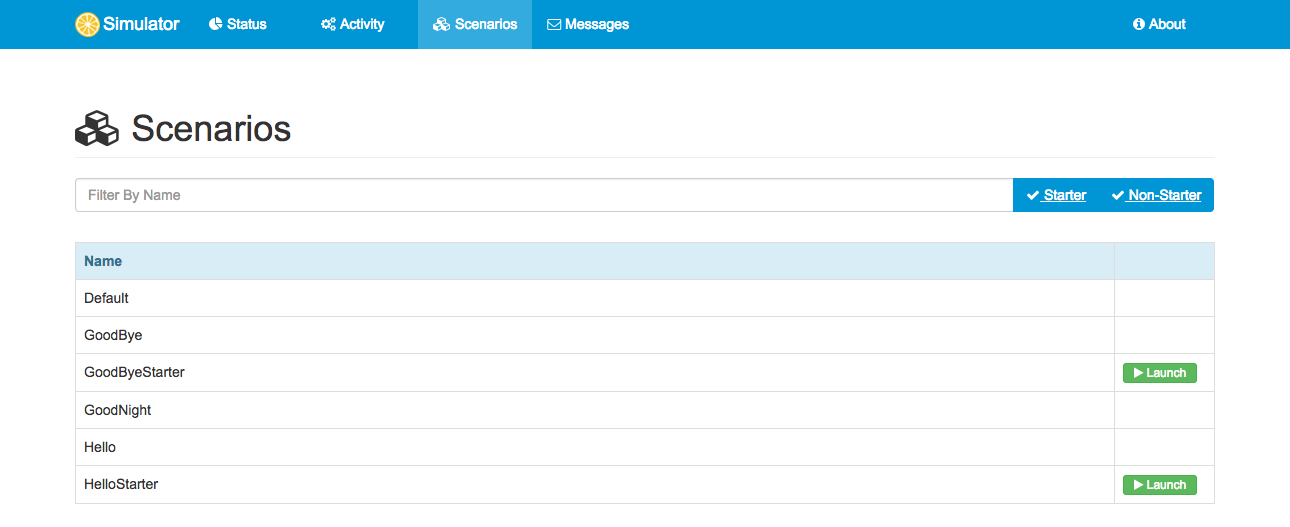 Simulator Status Activity Scenarios Messages About
Scenarios
Filter By Name Starter Non-Starter
Name
Default
GoodBye
GoodByeStarter Launch
GoodNight
Hello
HelloStarter Launch